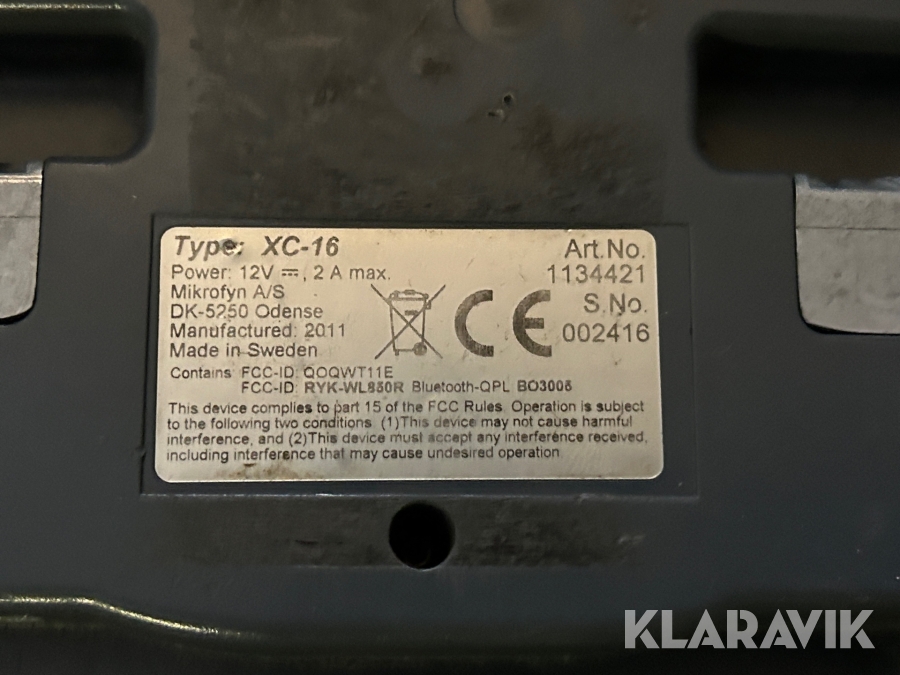 Type: XC-16
Power: 12V ⎓, 2 A max.
Mikrofyn A/S
DK-5250 Odense
Manufactured: 2011
Made in Sweden
Art.No.
1134421
S.No.
002416
CE
Contains FCC-ID: QOQWT11E
FCC-ID: RYK-WL850R Bluetooth-QPL BO3005
This device complies to part 15 of the FCC Rules. Operation is subject
to the following two conditions. (1)This device may not cause harmful
interference, and (2)This device must accept any interference received,
including interference that may cause undesired operation
KLARAVIK